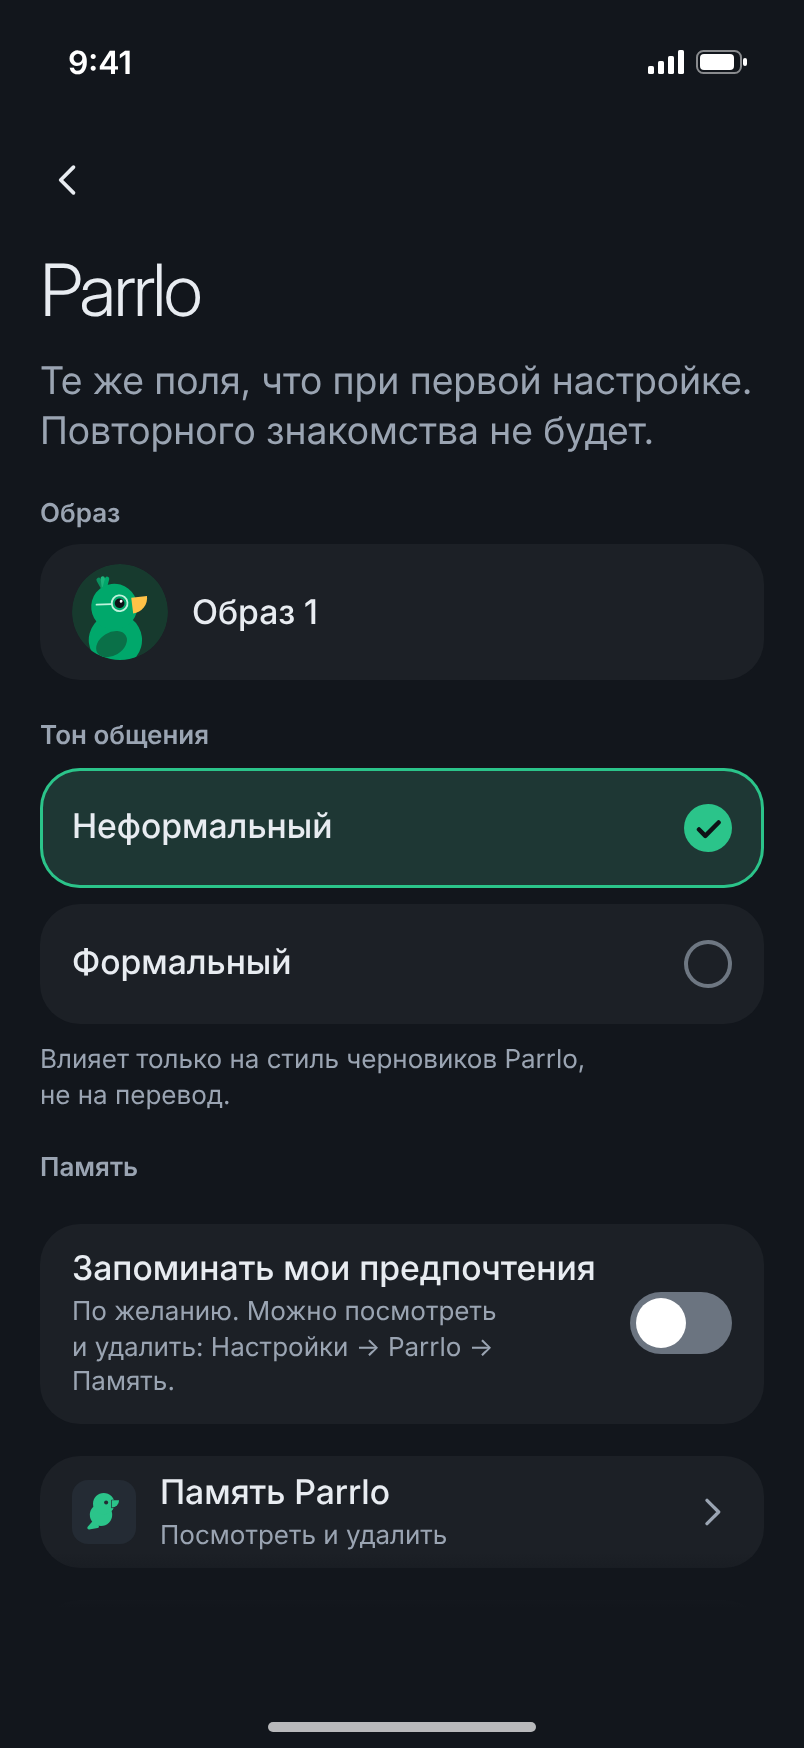 9:41
Parrlo
Те же поля, что при первой настройке.
Повторного знакомства не будет.
Образ
Образ 1
Тон общения
Неформальный
Формальный
Влияет только на стиль черновиков Parrlo,
не на перевод.
Память
Запоминать мои предпочтения
По желанию. Можно посмотреть
и удалить: Настройки → Parrlo →
Память.
Память Parrlo
Посмотреть и удалить